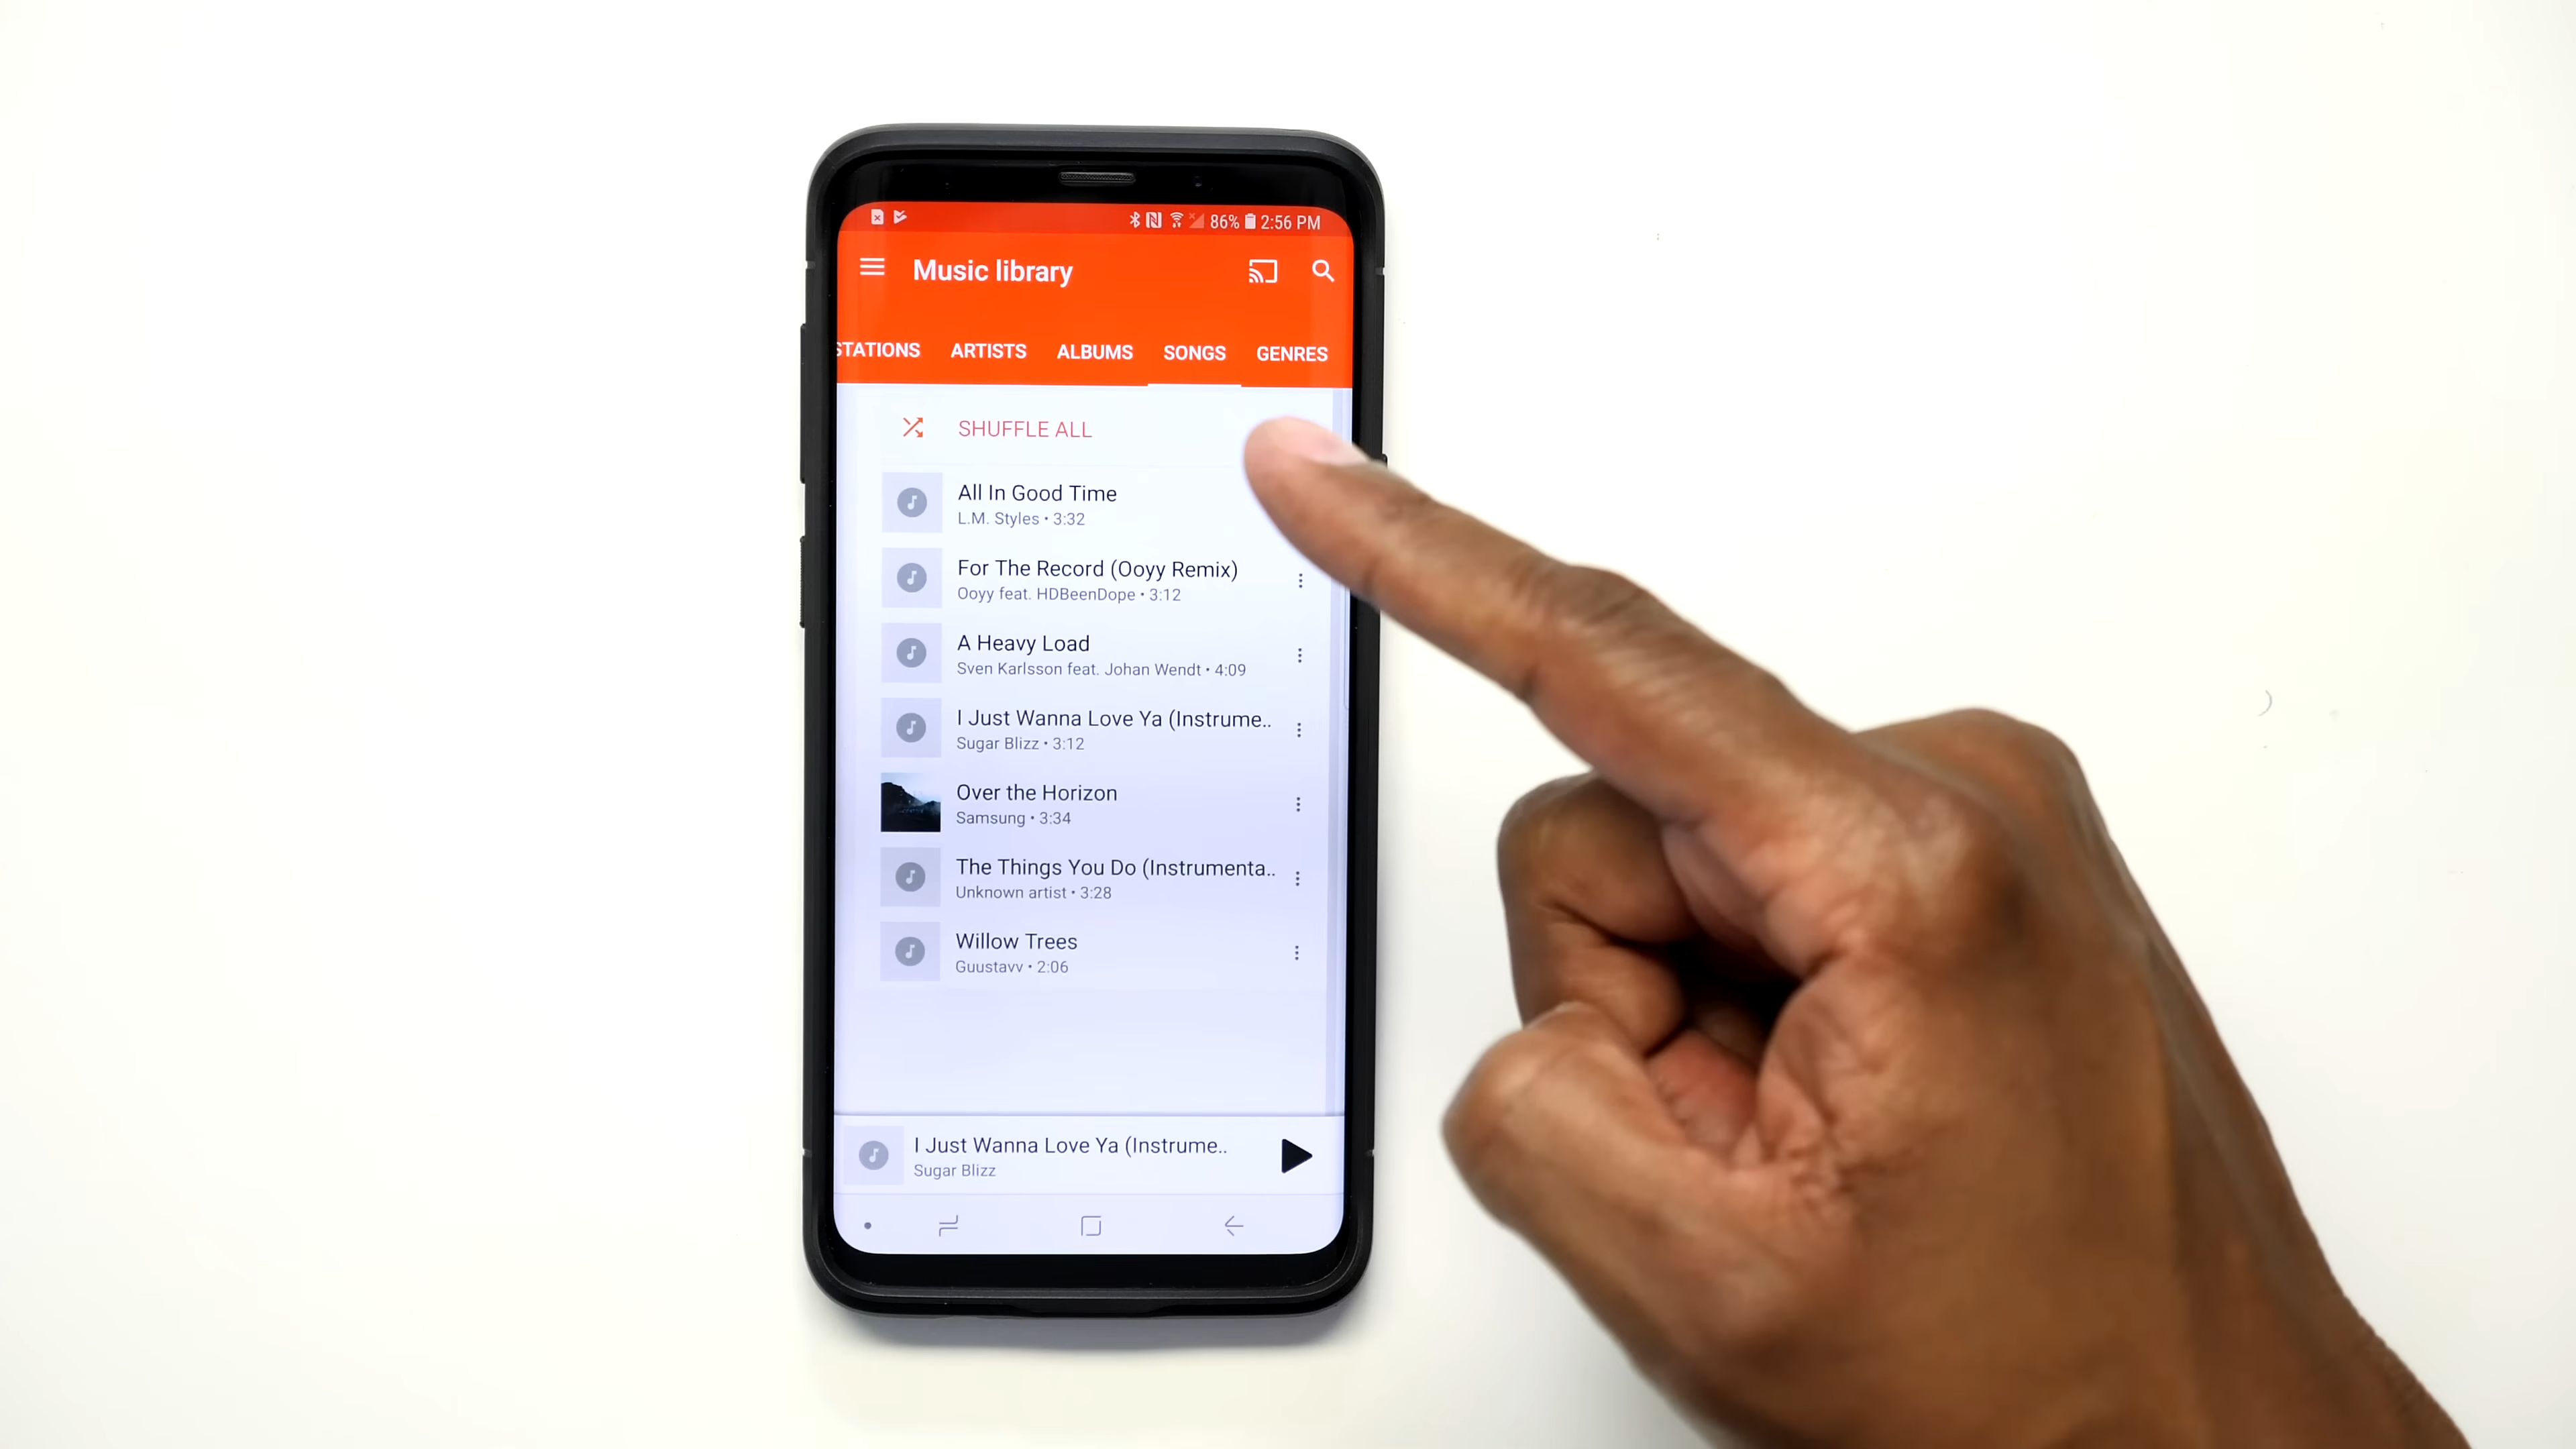 86% 2:56 PM
Music library
STATIONS ARTISTS ALBUMS SONGS GENRES
SHUFFLE ALL
All In Good Time
L.M. Styles • 3:32
For The Record (Ooyy Remix)
Ooyy feat. HDBeenDope • 3:12
A Heavy Load
Sven Karlsson feat. Johan Wendt • 4:09
I Just Wanna Love Ya (Instrume..
Sugar Blizz • 3:12
Over the Horizon
Samsung • 3:34
The Things You Do (Instrumenta..
Unknown artist • 3:28
Willow Trees
Guustavv • 2:06
I Just Wanna Love Ya (Instrume..
Sugar Blizz